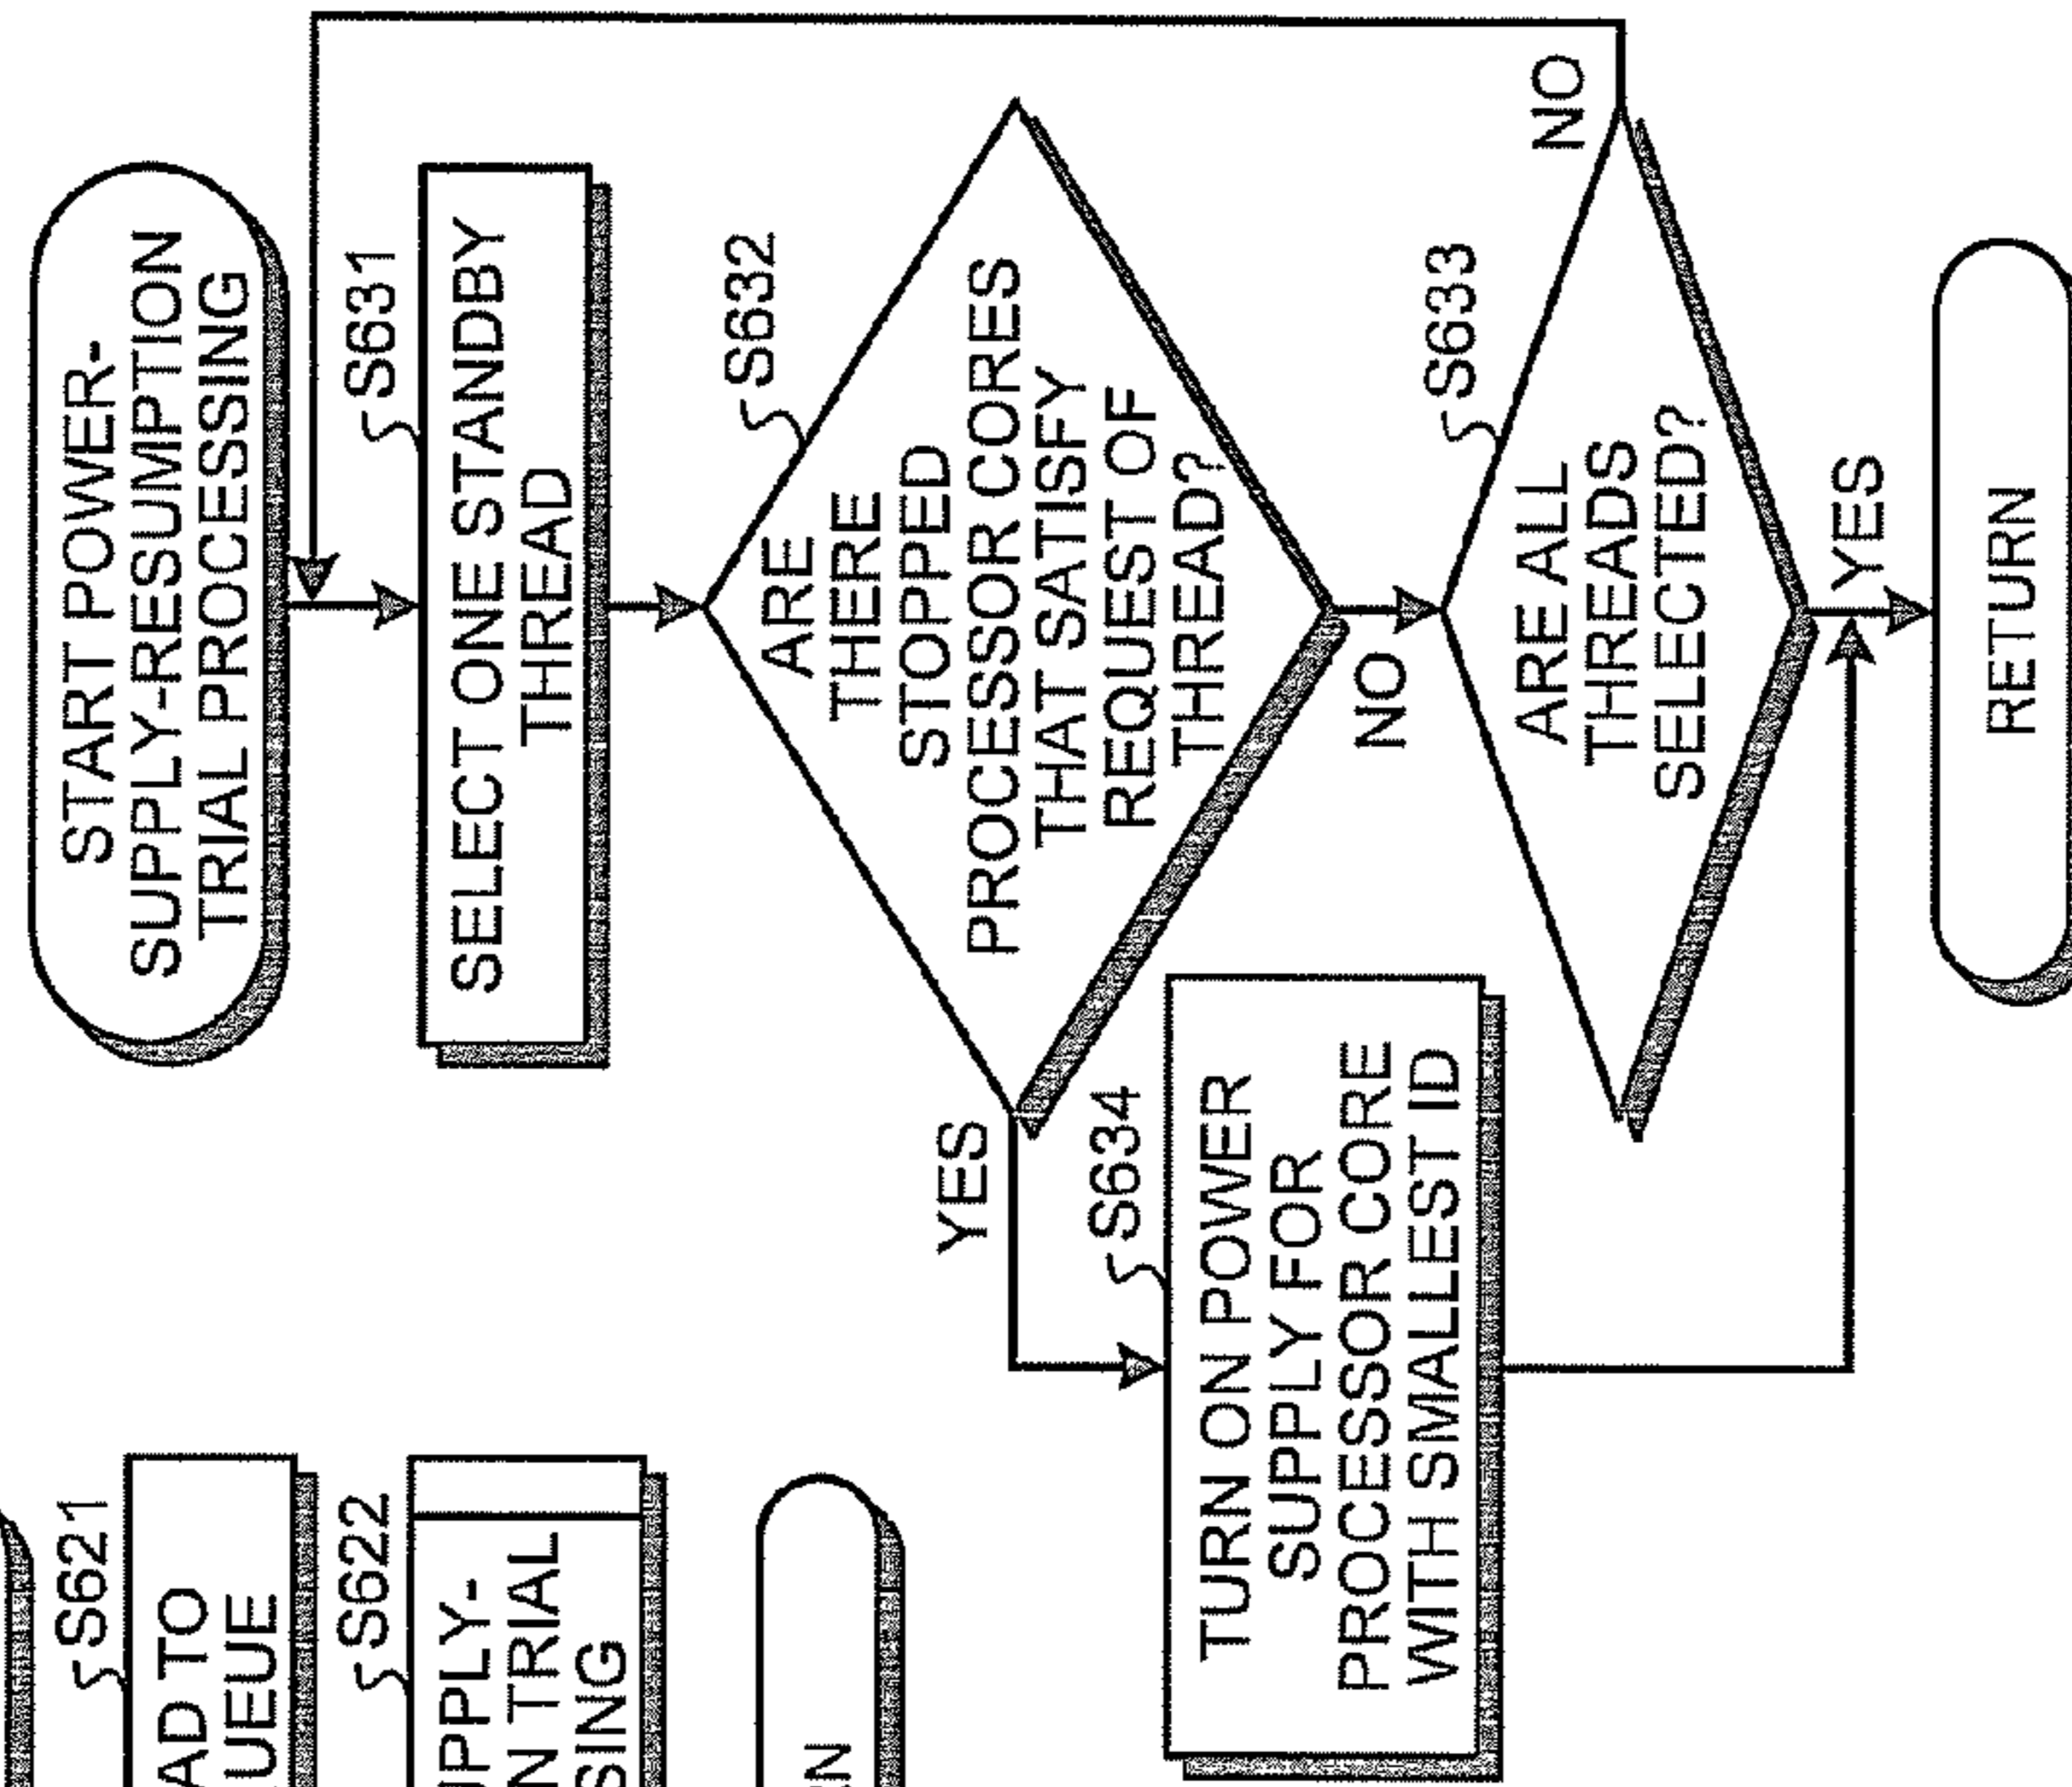 S621
AD TO
UEUE
S622
UPPLY-
N TRIAL
SING
RN
START POWER-
SUPPLY-RESUMPTION
TRIAL PROCESSING
S631
SELECT ONE STANDBY
THREAD
S632
ARE
THERE
STOPPED
PROCESSOR CORES
THAT SATISFY
REQUEST OF
THREAD?
YES
NO
S634
TURN ON POWER
SUPPLY FOR
PROCESSOR CORE
WITH SMALLEST ID
S633
ARE ALL
THREADS
SELECTED?
NO
YES
RETURN